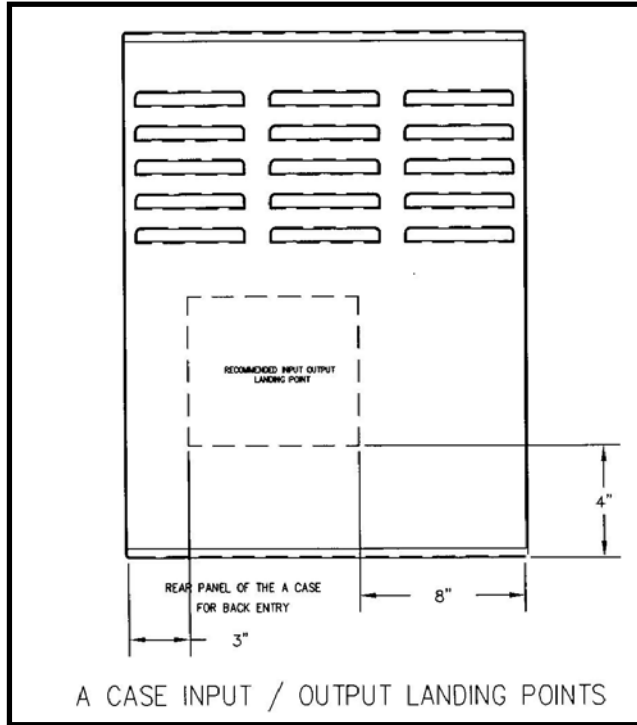 RECOMMENDED INPUT OUTPUT
LANDING POINT
4"
REAR PANEL OF THE A CASE
FOR BACK ENTRY
8"
3"
A CASE INPUT / OUTPUT LANDING POINTS